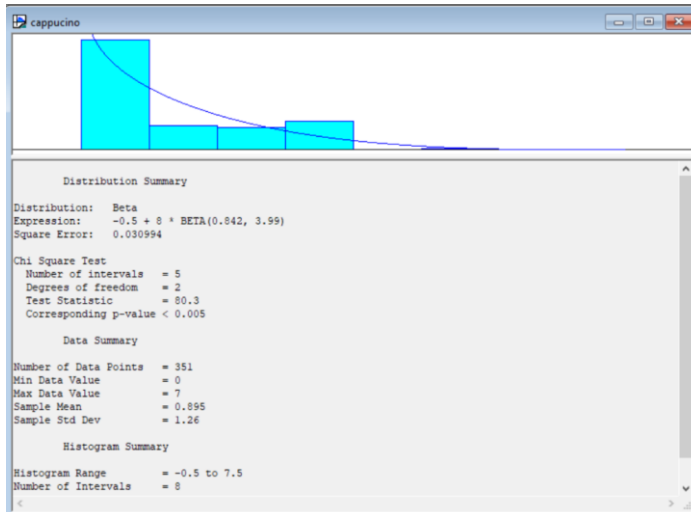 cappucino
Distribution Summary
Distribution: Beta
Expression: -0.5 + 8 * BETA(0.842, 3.99)
Square Error: 0.030994
Chi Square Test
Number of intervals = 5
Degrees of freedom = 2
Test Statistic = 80.3
Corresponding p-value < 0.005
Data Summary
Number of Data Points = 351
Min Data Value = 0
Max Data Value = 7
Sample Mean = 0.895
Sample Std Dev = 1.26
Histogram Summary
Histogram Range = -0.5 to 7.5
Number of Intervals = 8